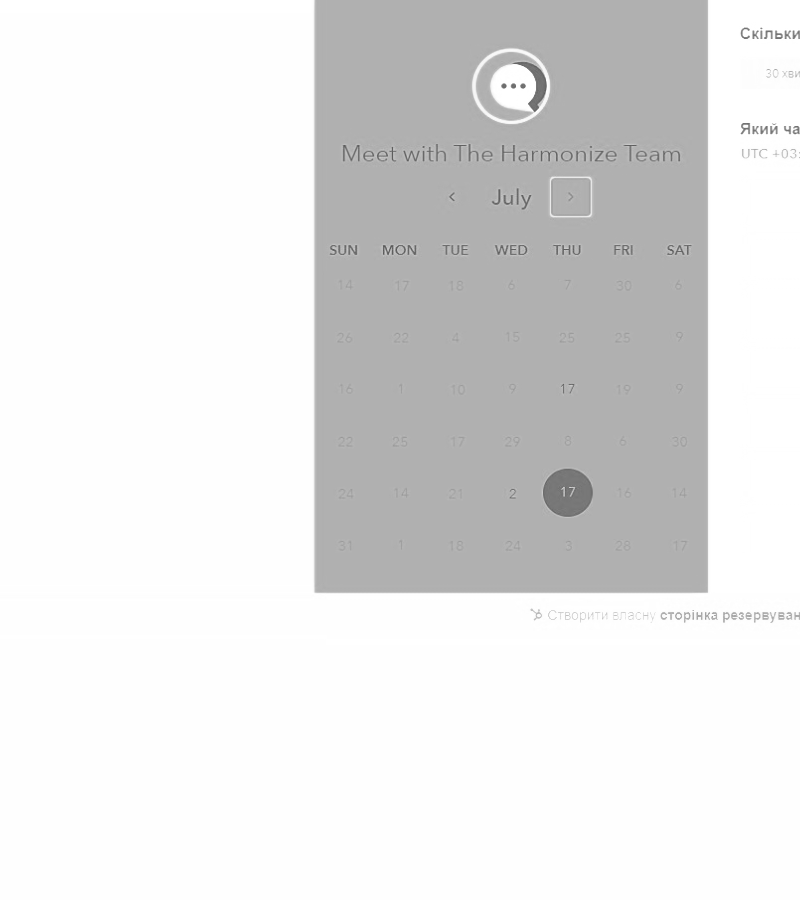 Meet with The Harmonize Team
July
SUN MON TUE WED THU FRI SAT
14 17 18 6 7 30 6
26 22 4 15 25 25 9
16 1 10 9 17 19 9
22 25 17 29 8 6 30
24 14 21 2 17 16 14
31 1 18 24 3 28 17
Скільки
30 хви
Який ча
UTC +03:
Створити власну сторінка резервуван